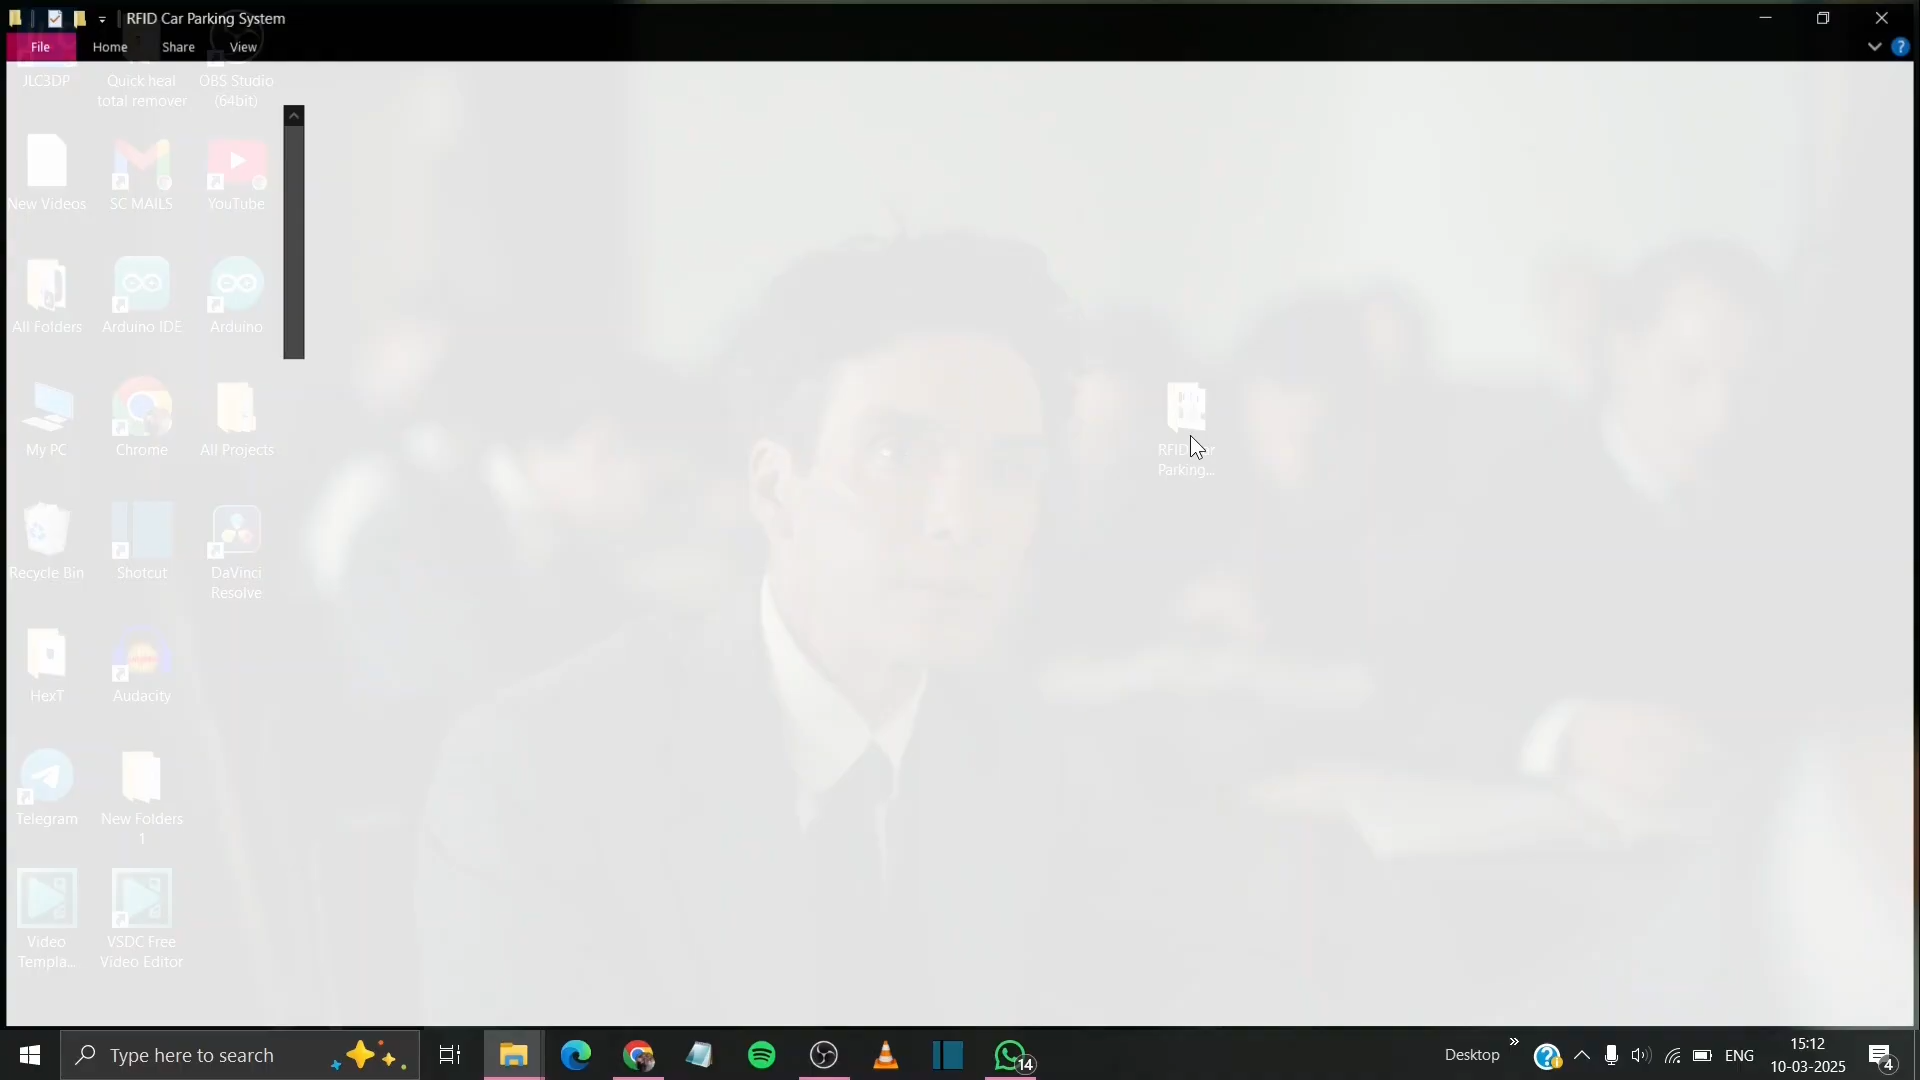 RFID Car Parking System
File
Home
Share
View
JLC3DP
Quick heal
total remover
OBS Studio
(64bit)
New Videos
SC MAILS
YouTube
All Folders
Arduino IDE
Arduino
My PC
Chrome
All Projects
RFID
Parking...
Recycle Bin
Shotcut
DaVinci
Resolve
HexT
Audacity
Telegram
New Folders
1
Video
Templa...
VSDC Free
Video Editor
Type here to search
14
Desktop
ENG
15:12
10-03-2025
4